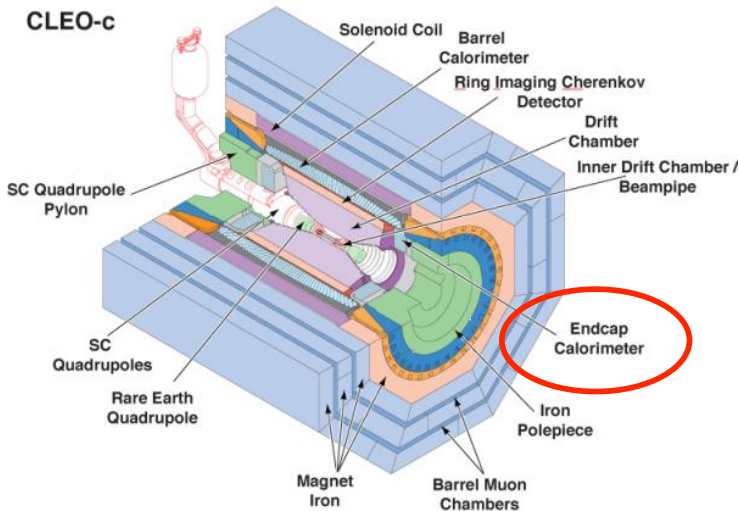 CLEO-c
Solenoid Coil
Barrel
Calorimeter
Ring Imaging Cherenkov
Detector
Drift
Chamber
Inner Drift Chamber /
Beampipe
SC Quadrupole
Pylon
SC
Quadrupoles
Rare Earth
Quadrupole
Magnet
Iron
Barrel Muon
Chambers
Iron
Polepiece
Endcap
Calorimeter